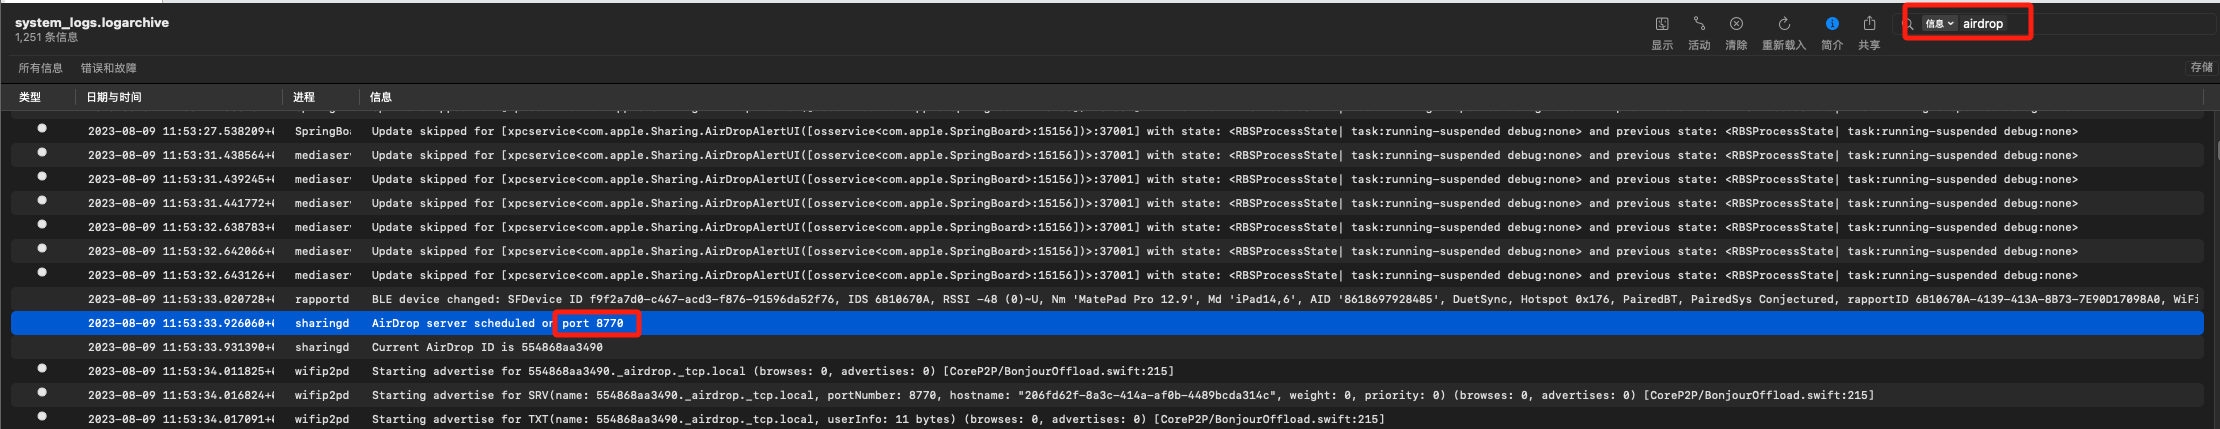 system_logs.logarchive
1,251 条信息
显示 活动 清除 重新载入 简介 共享
信息 airdrop
所有信息 错误和故障
存储
类型 日期与时间 进程 信息
2023-08-09 11:53:27.538209+0 SpringBoa Update skipped for [xpcservice<com.apple.Sharing.AirDropAlertUI([osservice<com.apple.SpringBoard>:15156])>:37001] with state: <RBSProcessState| task:running-suspended debug:none> and previous state: <RBSProcessState| task:running-suspended debug:none>
2023-08-09 11:53:31.438564+0 mediaserv Update skipped for [xpcservice<com.apple.Sharing.AirDropAlertUI([osservice<com.apple.SpringBoard>:15156])>:37001] with state: <RBSProcessState| task:running-suspended debug:none> and previous state: <RBSProcessState| task:running-suspended debug:none>
2023-08-09 11:53:31.439245+0 mediaserv Update skipped for [xpcservice<com.apple.Sharing.AirDropAlertUI([osservice<com.apple.SpringBoard>:15156])>:37001] with state: <RBSProcessState| task:running-suspended debug:none> and previous state: <RBSProcessState| task:running-suspended debug:none>
2023-08-09 11:53:31.441772+0 mediaserv Update skipped for [xpcservice<com.apple.Sharing.AirDropAlertUI([osservice<com.apple.SpringBoard>:15156])>:37001] with state: <RBSProcessState| task:running-suspended debug:none> and previous state: <RBSProcessState| task:running-suspended debug:none>
2023-08-09 11:53:32.638783+0 mediaserv Update skipped for [xpcservice<com.apple.Sharing.AirDropAlertUI([osservice<com.apple.SpringBoard>:15156])>:37001] with state: <RBSProcessState| task:running-suspended debug:none> and previous state: <RBSProcessState| task:running-suspended debug:none>
2023-08-09 11:53:32.642066+0 mediaserv Update skipped for [xpcservice<com.apple.Sharing.AirDropAlertUI([osservice<com.apple.SpringBoard>:15156])>:37001] with state: <RBSProcessState| task:running-suspended debug:none> and previous state: <RBSProcessState| task:running-suspended debug:none>
2023-08-09 11:53:32.643126+0 mediaserv Update skipped for [xpcservice<com.apple.Sharing.AirDropAlertUI([osservice<com.apple.SpringBoard>:15156])>:37001] with state: <RBSProcessState| task:running-suspended debug:none> and previous state: <RBSProcessState| task:running-suspended debug:none>
2023-08-09 11:53:33.020728+0 rapportd BLE device changed: SFDevice ID f9f2a7d0-c467-acd3-f876-91596da52f76, IDS 6B10670A, RSSI -48 (0)~U, Nm 'MatePad Pro 12.9', Md 'iPad14,6', AID '8618697928485', DuetSync, Hotspot 0x176, PairedBT, PairedSys Conjectured, rapportID 6B10670A-4139-413A-8B73-7E90D17098A0, WiFi
2023-08-09 11:53:33.926060+0 sharingd AirDrop server scheduled on port 8770
2023-08-09 11:53:33.931390+0 sharingd Current AirDrop ID is 554868aa3490
2023-08-09 11:53:34.011825+0 wifip2pd Starting advertise for 554868aa3490._airdrop._tcp.local (browses: 0, advertises: 0) [CoreP2P/BonjourOffload.swift:215]
2023-08-09 11:53:34.016824+0 wifip2pd Starting advertise for SRV(name: 554868aa3490._airdrop._tcp.local, portNumber: 8770, hostname: "206fd62f-8a3c-414a-af0b-4489bcda314c", weight: 0, priority: 0) (browses: 0, advertises: 0) [CoreP2P/BonjourOffload.swift:215]
2023-08-09 11:53:34.017091+0 wifip2pd Starting advertise for TXT(name: 554868aa3490._airdrop._tcp.local, userInfo: 11 bytes) (browses: 0, advertises: 0) [CoreP2P/BonjourOffload.swift:215]